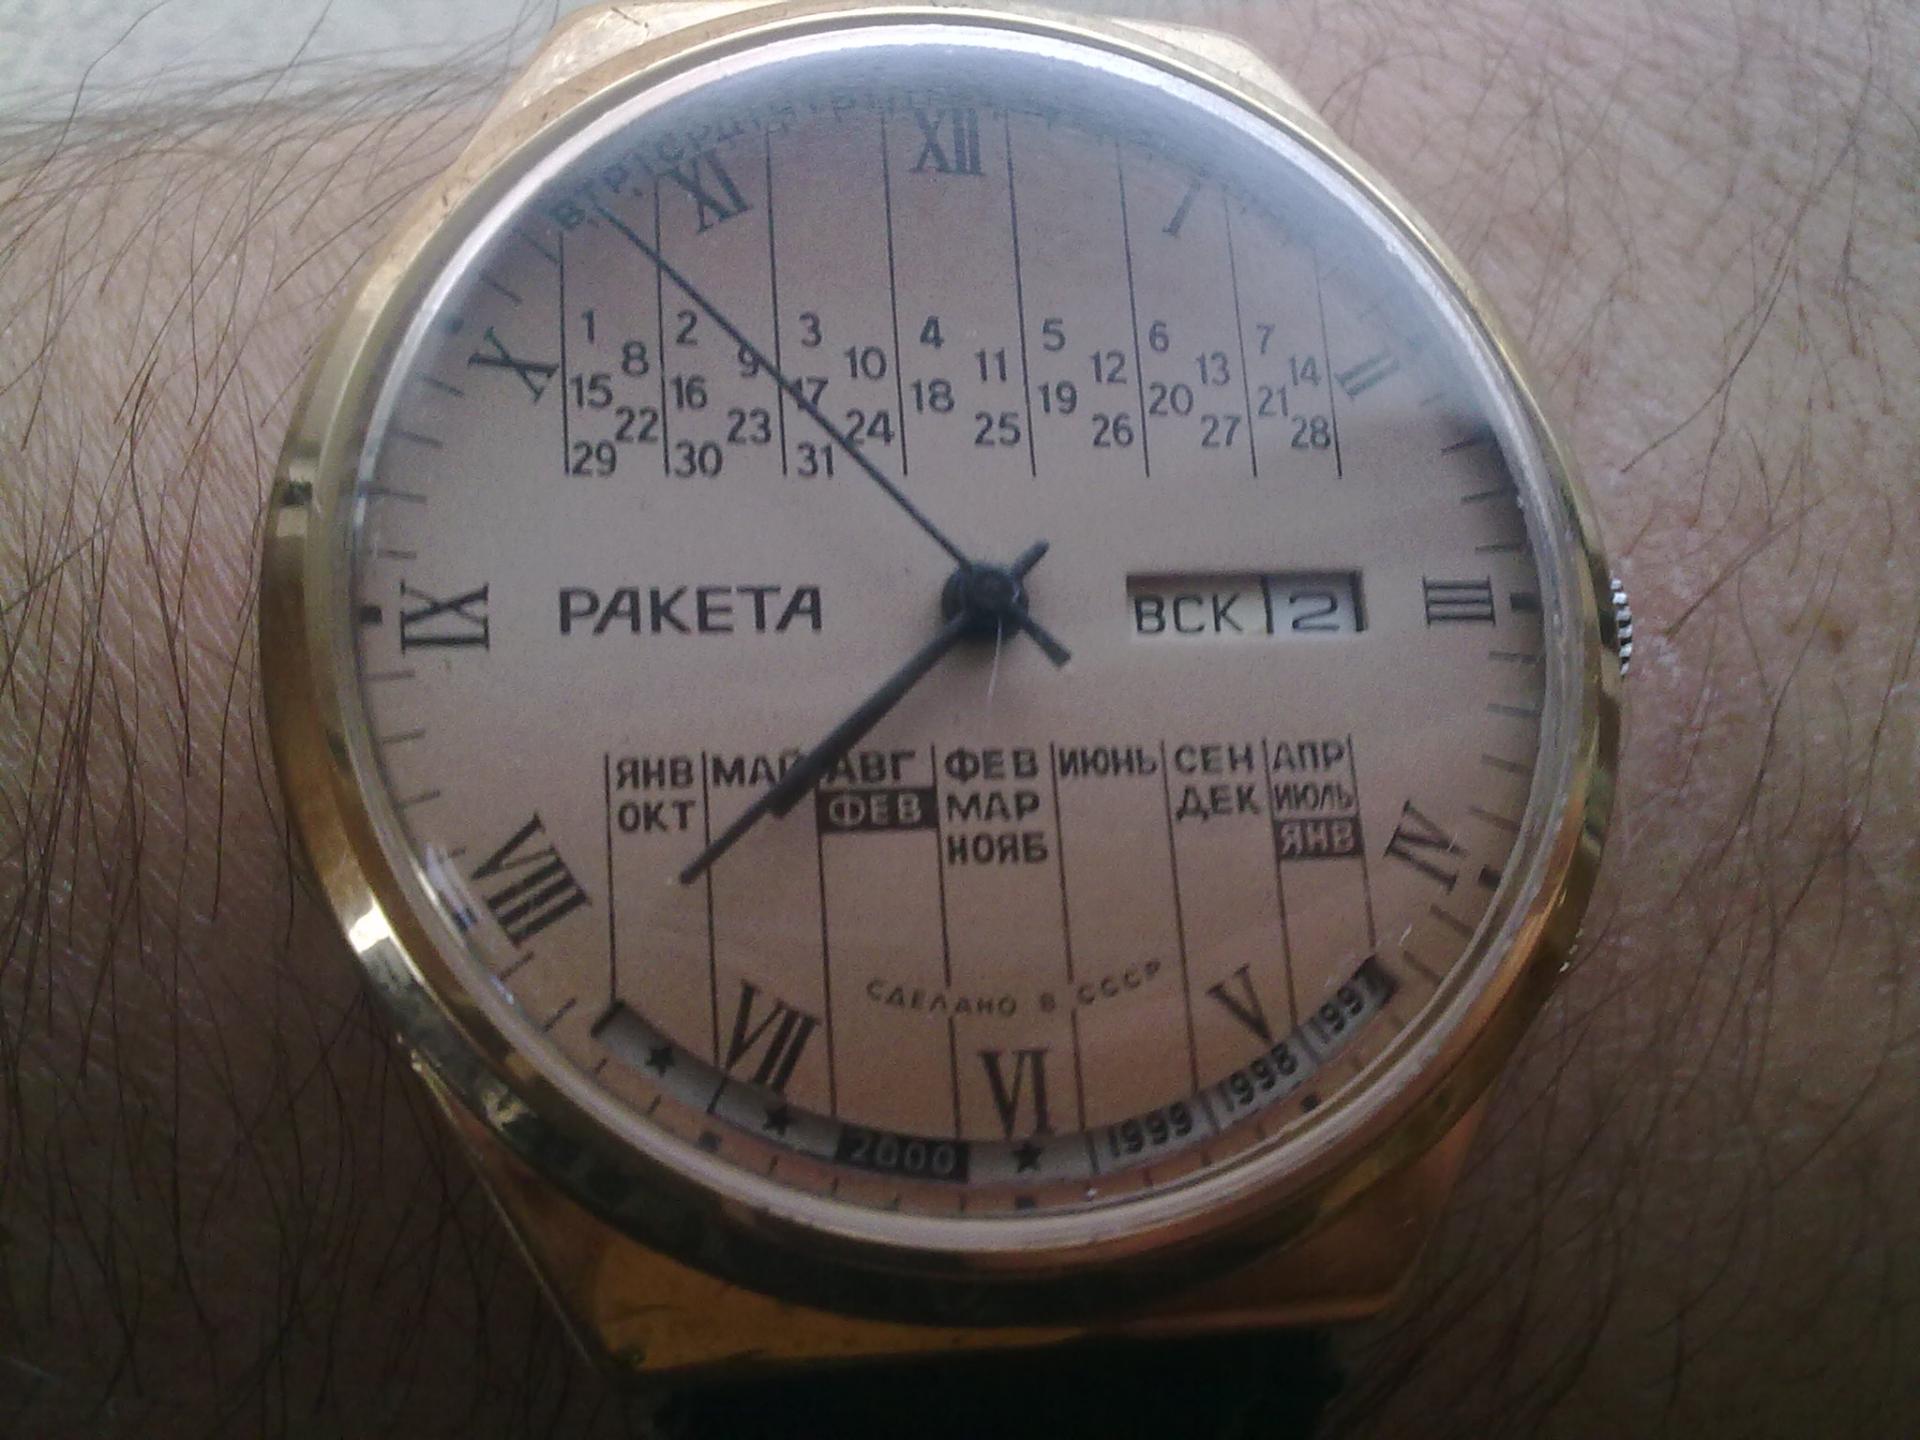 XII
XI
I
X
II
1 2 3 4 5 6 7
8 9 10 11 12 13 14
15 16 17 18 19 20 21
22 23 24 25 26 27 28
29 30 31
IX
РАКЕТА
ВСК 2
III
ЯНВ МАЙ АВГ ФЕВ ИЮНЬ СЕН АПР
ОКТ ФЕВ МАР ДЕК ИЮЛЬ
НОЯБ ЯНВ
VIII
IV
СДЕЛАНО В СССР
VII
VI
V
2000 1999 1998 1997